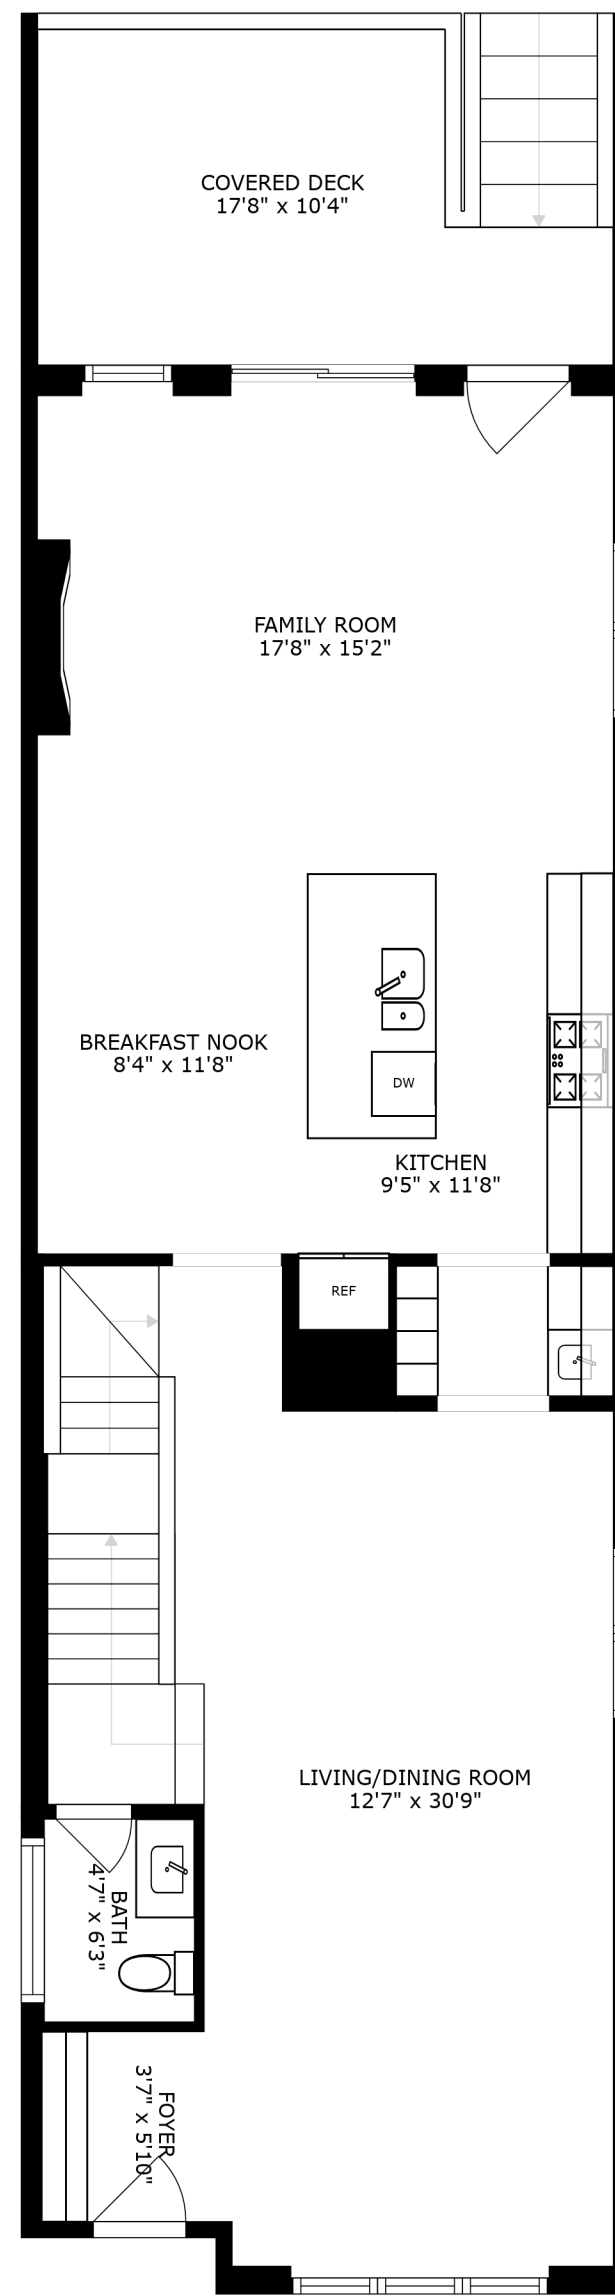 COVERED DECK
17'8" x 10'4"
FAMILY ROOM
17'8" x 15'2"
BREAKFAST NOOK
8'4" x 11'8"
DW
KITCHEN
9'5" x 11'8"
REF
LIVING/DINING ROOM
12'7" x 30'9"
BATH
4'7" x 6'3"
FOYER
3'7" x 5'10"